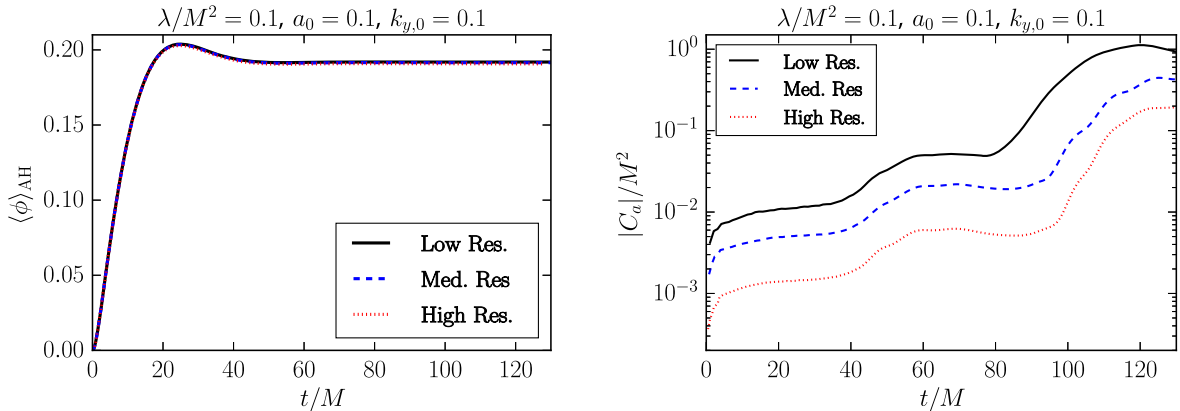 λ/M² = 0.1, a₀ = 0.1, k_{y,0} = 0.1
0.20
0.15
0.10
0.05
0.00
⟨ϕ⟩_AH
Low Res.
Med. Res
High Res.
0 20 40 60 80 100 120
t/M
λ/M² = 0.1, a₀ = 0.1, k_{y,0} = 0.1
10⁰
10⁻¹
10⁻²
10⁻³
|C_a|/M²
Low Res.
Med. Res
High Res.
0 20 40 60 80 100 120
t/M